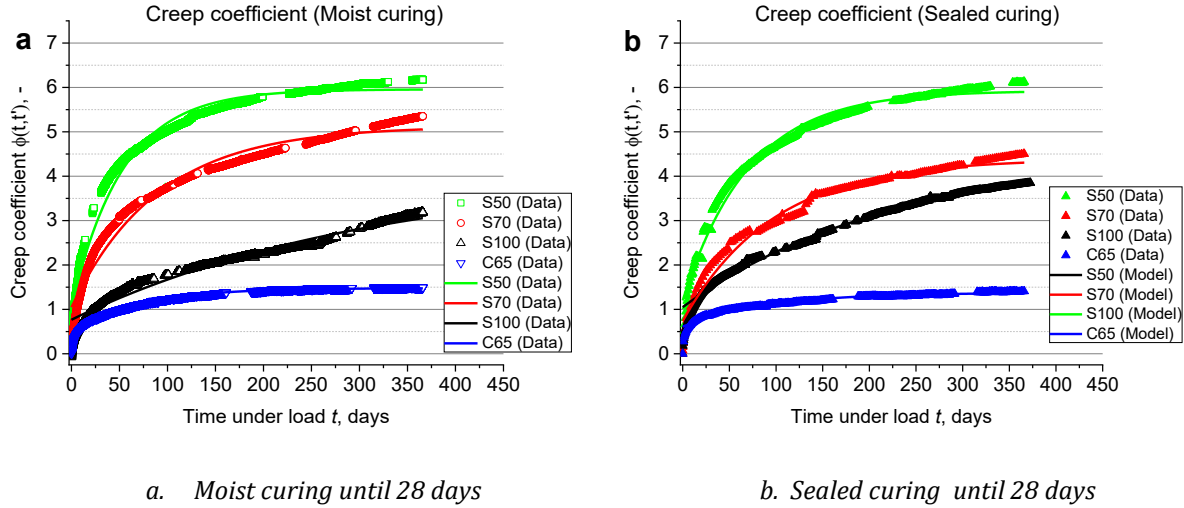 Creep coefficient (Moist curing)
a
Creep coefficient ϕ(t,t'), -
7
6
5
4
3
2
1
0
S50 (Data)
S70 (Data)
S100 (Data)
C65 (Data)
S50 (Data)
S70 (Data)
S100 (Data)
C65 (Data)
0 50 100 150 200 250 300 350 400 450
Time under load t, days
Creep coefficient (Sealed curing)
b
Creep coefficient ϕ(t,t'), -
7
6
5
4
3
2
1
0
S50 (Data)
S70 (Data)
S100 (Data)
C65 (Data)
S50 (Model)
S70 (Model)
S100 (Model)
C65 (Model)
0 50 100 150 200 250 300 350 400 450
Time under load t, days
a. Moist curing until 28 days
b. Sealed curing until 28 days